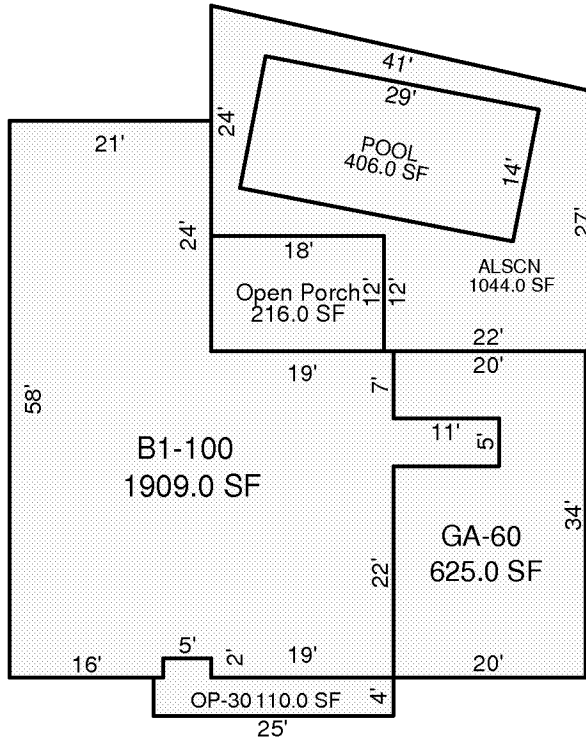 41'
29'
24'
POOL
406.0 SF
14'
21'
27'
24'
18'
ALSCN
1044.0 SF
Open Porch
216.0 SF
12'
12'
22'
19'
20'
7'
58'
11'
5'
B1-100
1909.0 SF
34'
GA-60
625.0 SF
22'
5'
2'
16'
19'
20'
OP-30 110.0 SF
4'
25'